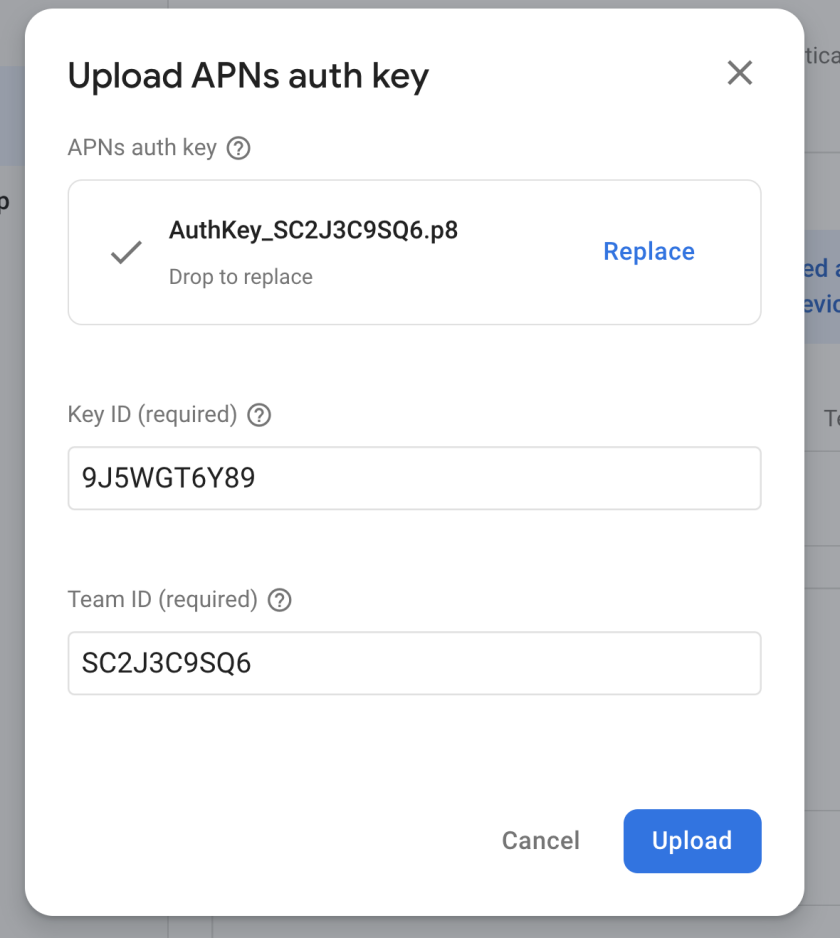 Upload APNs auth key
APNs auth key
AuthKey_SC2J3C9SQ6.p8
Drop to replace
Replace
Key ID (required)
9J5WGT6Y89
Team ID (required)
SC2J3C9SQ6
Cancel
Upload